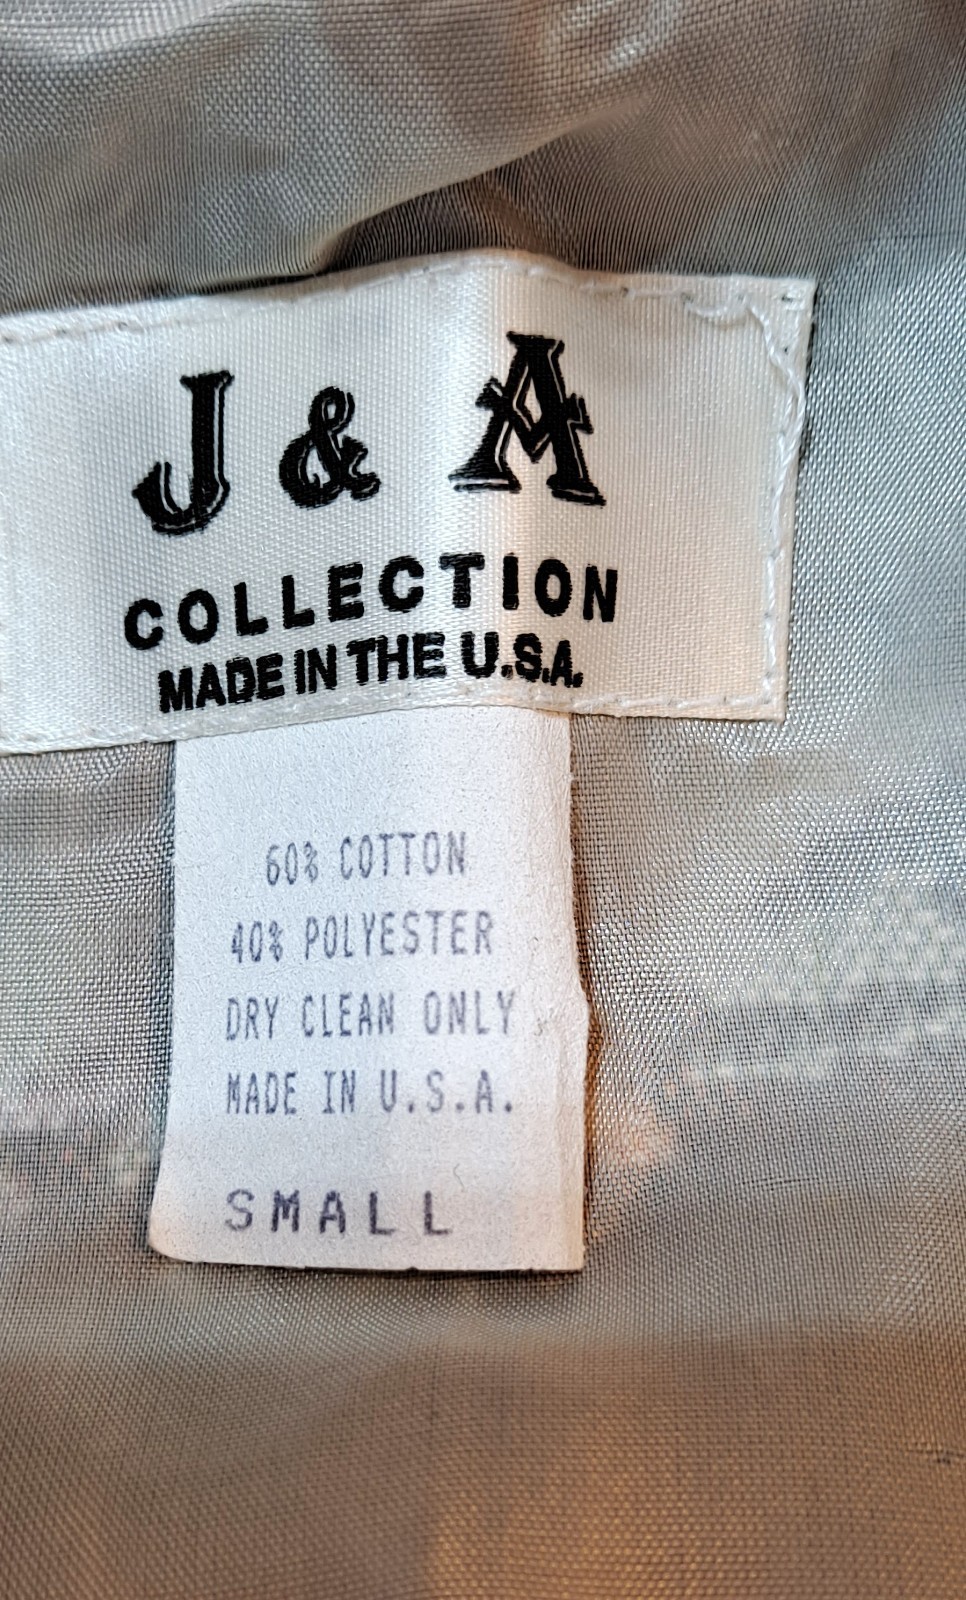 J & A
COLLECTION
MADE IN THE U.S.A.
60% COTTON
40% POLYESTER
DRY CLEAN ONLY
MADE IN U.S.A.
SMALL